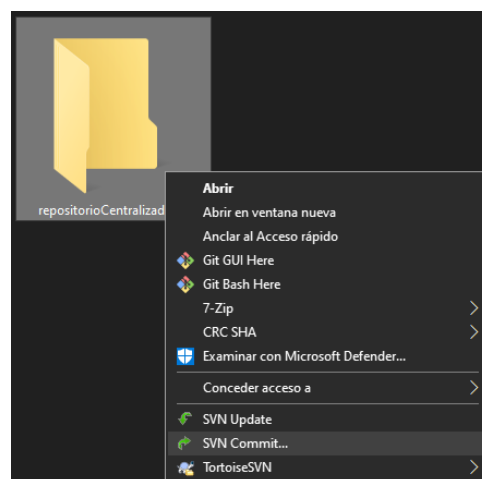 repositorioCentralizad
Abrir
Abrir en ventana nueva
Anclar al Acceso rápido
Git GUI Here
Git Bash Here
7-Zip
CRC SHA
Examinar con Microsoft Defender...
Conceder acceso a
SVN Update
SVN Commit...
TortoiseSVN